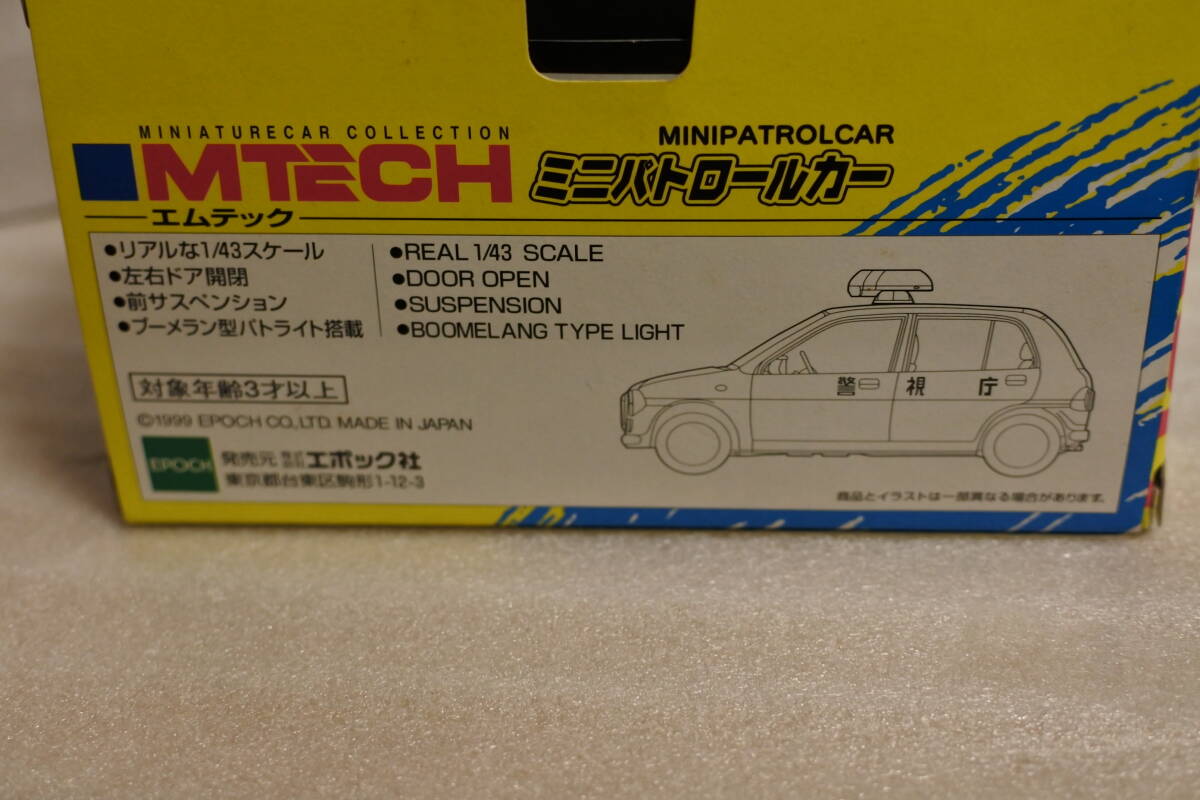 MINIATURECAR COLLECTION
MTECH
エムテック
MINIPATROLCAR
ミニパトロールカー
●リアルな1/43スケール
●左右ドア開閉
●前サスペンション
●ブーメラン型パトライト搭載
●REAL 1/43 SCALE
●DOOR OPEN
●SUSPENSION
●BOOMELANG TYPE LIGHT
対象年齢3才以上
©1999 EPOCH CO., LTD. MADE IN JAPAN
EPOCH
発売元 株式会社エポック社
東京都台東区駒形1-12-3
警視庁
商品とイラストは一部異なる場合があります。